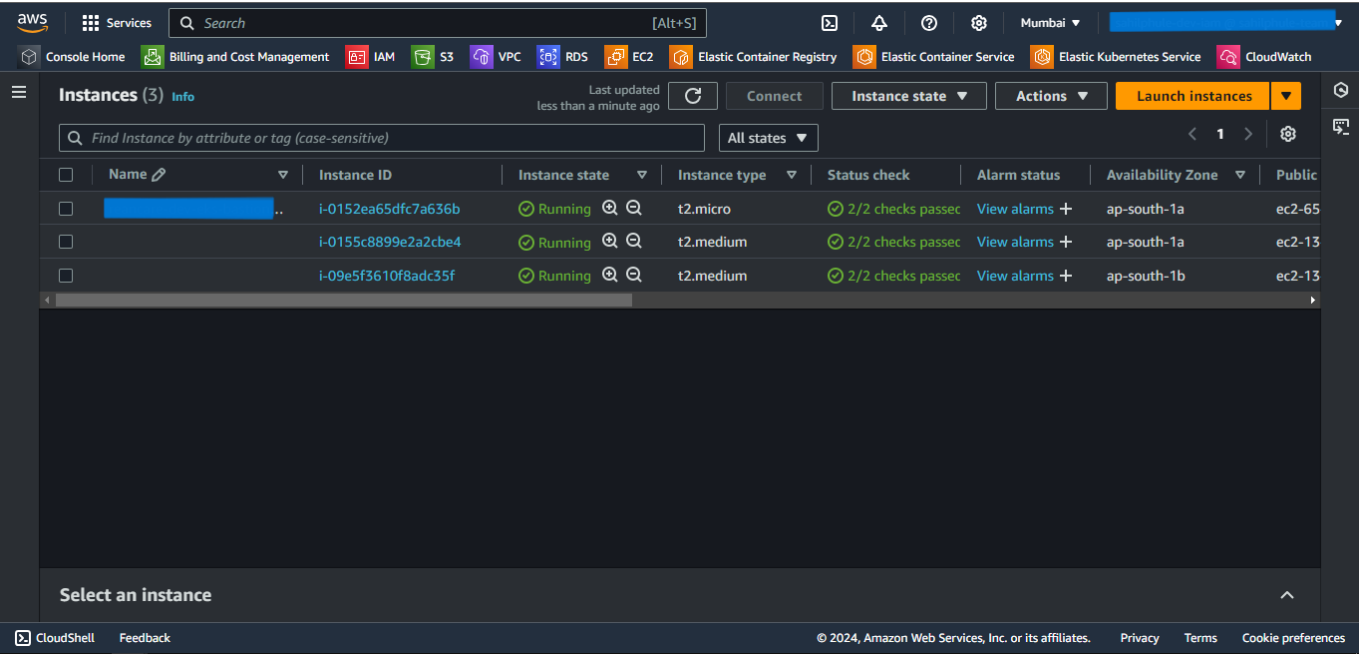 aws Services Search [Alt+S] Mumbai
Console Home Billing and Cost Management IAM S3 VPC RDS EC2 Elastic Container Registry Elastic Container Service Elastic Kubernetes Service CloudWatch
Instances (3) Info Last updated less than a minute ago Connect Instance state Actions Launch instances
Find Instance by attribute or tag (case-sensitive) All states 1
Name Instance ID Instance state Instance type Status check Alarm status Availability Zone Public
.. i-0152ea65dfc7a636b Running t2.micro 2/2 checks passec View alarms + ap-south-1a ec2-65
i-0155c8899e2a2cbe4 Running t2.medium 2/2 checks passec View alarms + ap-south-1a ec2-13
i-09e5f3610f8adc35f Running t2.medium 2/2 checks passec View alarms + ap-south-1b ec2-13
Select an instance
CloudShell Feedback © 2024, Amazon Web Services, Inc. or its affiliates. Privacy Terms Cookie preferences